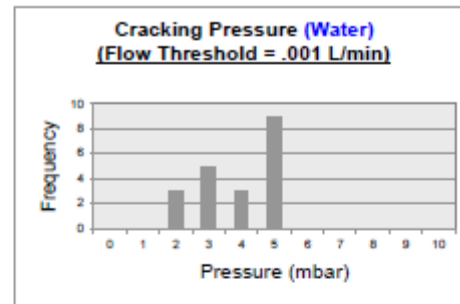 Cracking Pressure (Water)
(Flow Threshold = .001 L/min)
10
8
6
4
2
0
Frequency
0 1 2 3 4 5 6 7 8 9 10
Pressure (mbar)